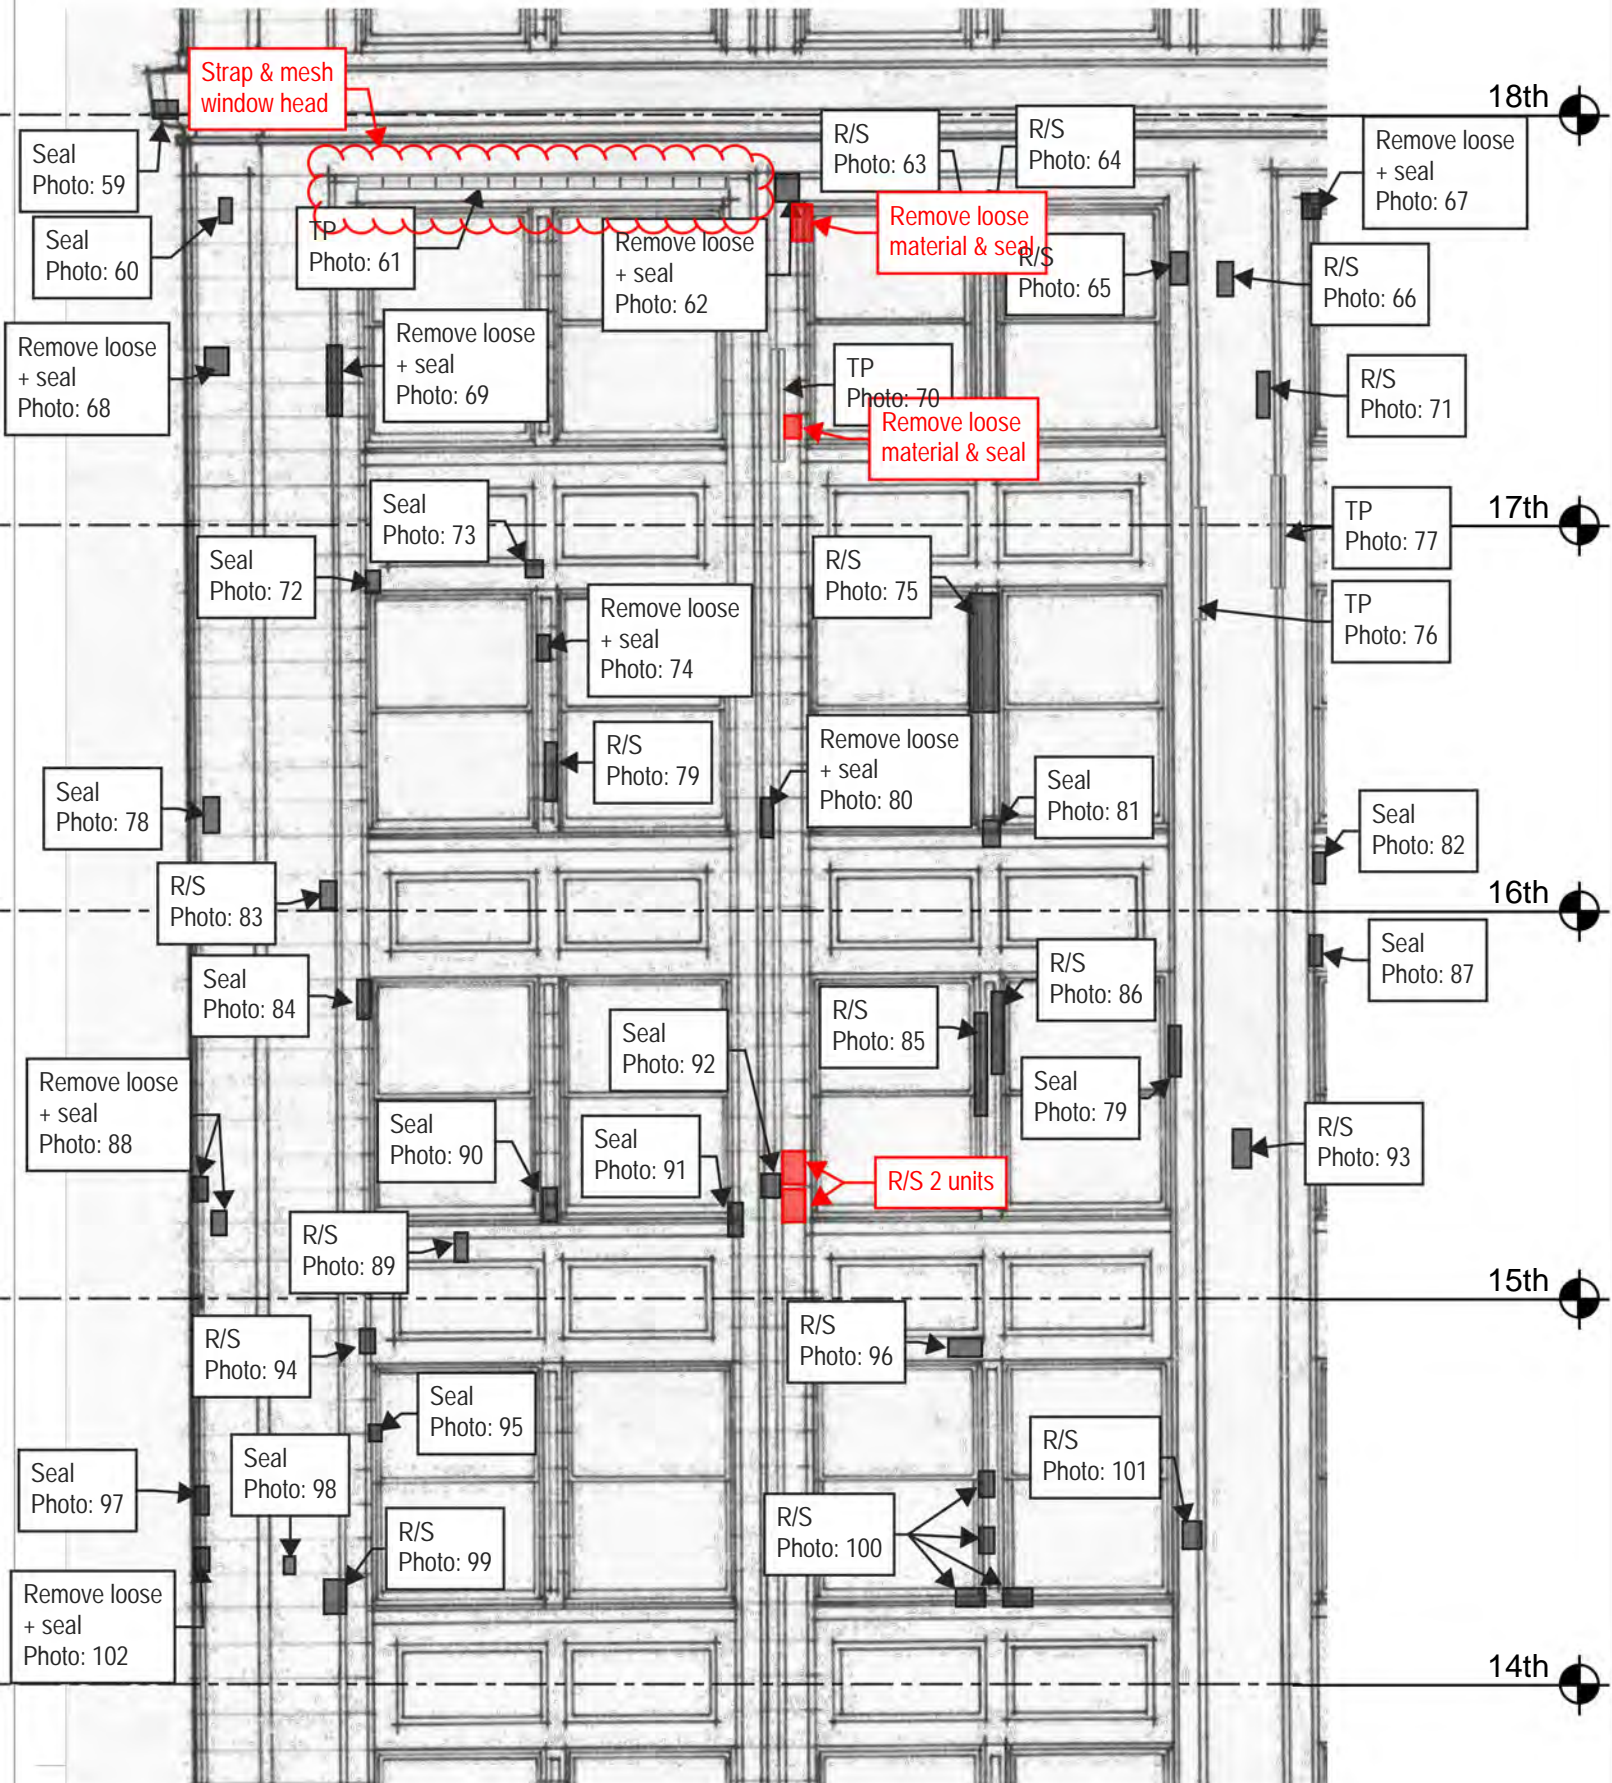 18th
Strap & mesh
window head
Seal
Photo: 59
R/S
Photo: 63
R/S
Photo: 64
Remove loose
+ seal
Photo: 67
Seal
Photo: 60
TP
Photo: 61
Remove loose
+ seal
Photo: 62
Remove loose
material & seal
R/S
Photo: 65
R/S
Photo: 66
Remove loose
+ seal
Photo: 68
Remove loose
+ seal
Photo: 69
TP
Photo: 70
Remove loose
material & seal
R/S
Photo: 71
17th
Seal
Photo: 73
Seal
Photo: 72
Remove loose
+ seal
Photo: 74
R/S
Photo: 75
TP
Photo: 77
TP
Photo: 76
Seal
Photo: 78
R/S
Photo: 79
Remove loose
+ seal
Photo: 80
Seal
Photo: 81
Seal
Photo: 82
16th
R/S
Photo: 83
Seal
Photo: 84
R/S
Photo: 85
R/S
Photo: 86
Seal
Photo: 87
Remove loose
+ seal
Photo: 88
Seal
Photo: 92
Seal
Photo: 79
Seal
Photo: 90
Seal
Photo: 91
R/S 2 units
R/S
Photo: 93
R/S
Photo: 89
15th
R/S
Photo: 94
R/S
Photo: 96
Seal
Photo: 95
Seal
Photo: 97
Seal
Photo: 98
R/S
Photo: 99
R/S
Photo: 100
R/S
Photo: 101
Remove loose
+ seal
Photo: 102
14th